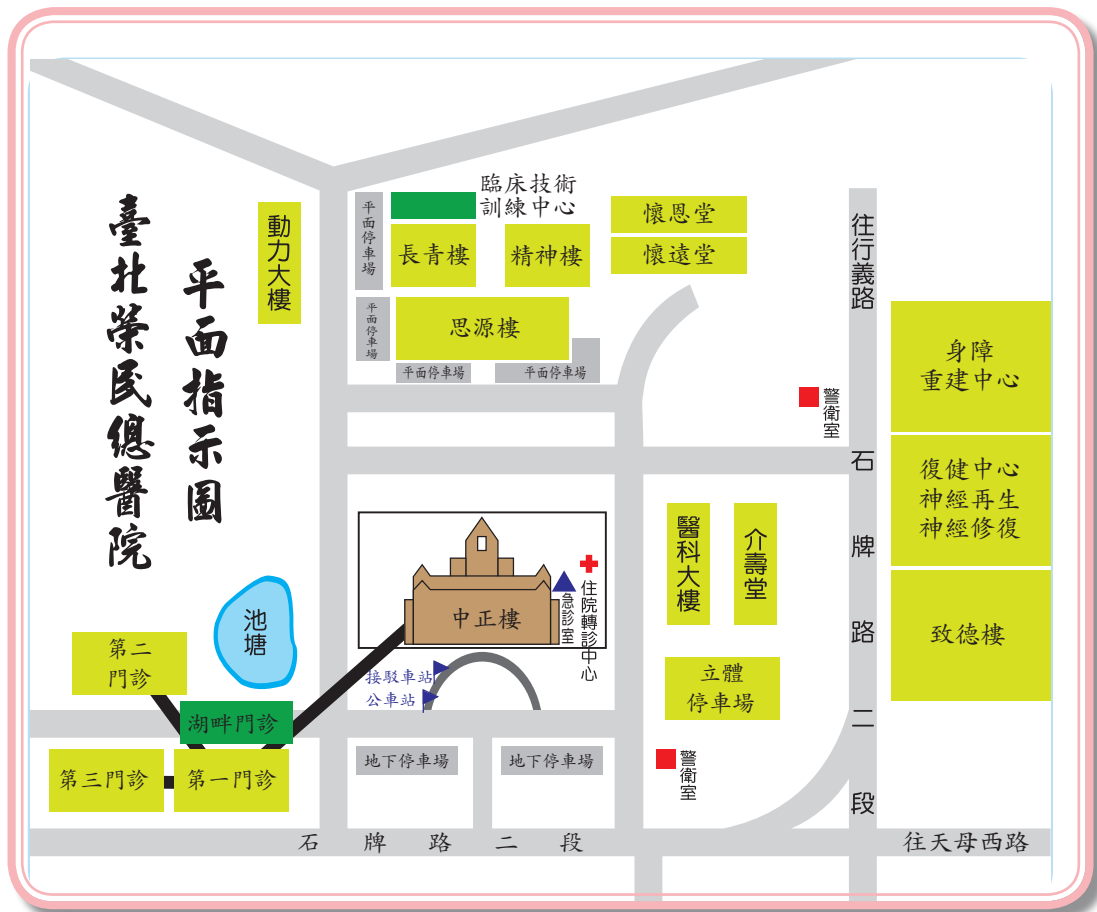 臺北榮民總醫院
平面指示圖
動力大樓
平面停車場
臨床技術
訓練中心
長青樓
精神樓
懷恩堂
懷遠堂
往行義路
平面停車場
思源樓
平面停車場
平面停車場
警衛室
身障
重建中心
復健中心
神經再生
神經修復
致德樓
石牌路二段
醫科大樓
介壽堂
中正樓
急診室
住院轉診中心
池塘
接駁車站
公車站
立體
停車場
第二
門診
湖畔門診
第三門診
第一門診
地下停車場
地下停車場
警衛室
石牌路二段
往天母西路